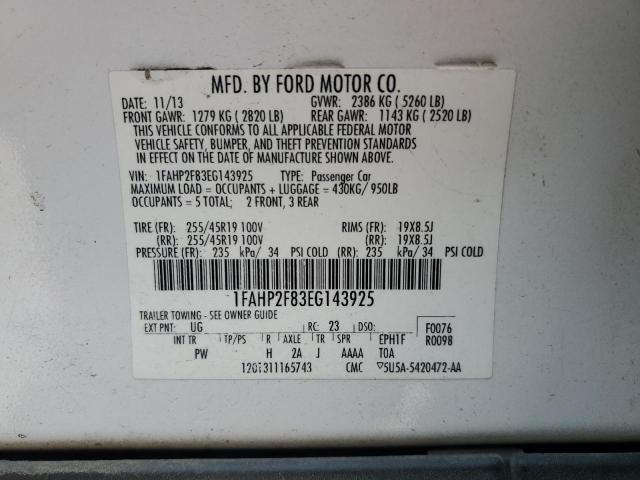 MFD. BY FORD MOTOR CO.
DATE: 11/13 GVWR: 2386 KG ( 5260 LB)
FRONT GAWR: 1279 KG ( 2820 LB) REAR GAWR: 1143 KG ( 2520 LB)
THIS VEHICLE CONFORMS TO ALL APPLICABLE FEDERAL MOTOR
VEHICLE SAFETY, BUMPER, AND THEFT PREVENTION STANDARDS
IN EFFECT ON THE DATE OF MANUFACTURE SHOWN ABOVE.
VIN: 1FAHP2F83EG143925 TYPE: Passenger Car
MAXIMUM LOAD = OCCUPANTS + LUGGAGE = 430KG/ 950LB
OCCUPANTS = 5 TOTAL; 2 FRONT, 3 REAR
TIRE (FR): 255/45R19 100V RIMS (FR): 19X8.5J
(RR): 255/45R19 100V (RR): 19X8.5J
PRESSURE (FR): 235 kPa/ 34 PSI COLD (RR): 235 kPa/ 34 PSI COLD
1FAHP2F83EG143925
TRAILER TOWING - SEE OWNER GUIDE
EXT PNT: UG RC: 23 DSO: F0076
INT TR TP/PS R AXLE TR SPR EPH1F R0098
PW H 2A J AAAA TOA
1201311165743 CMC ▽5U5A-5420472-AA